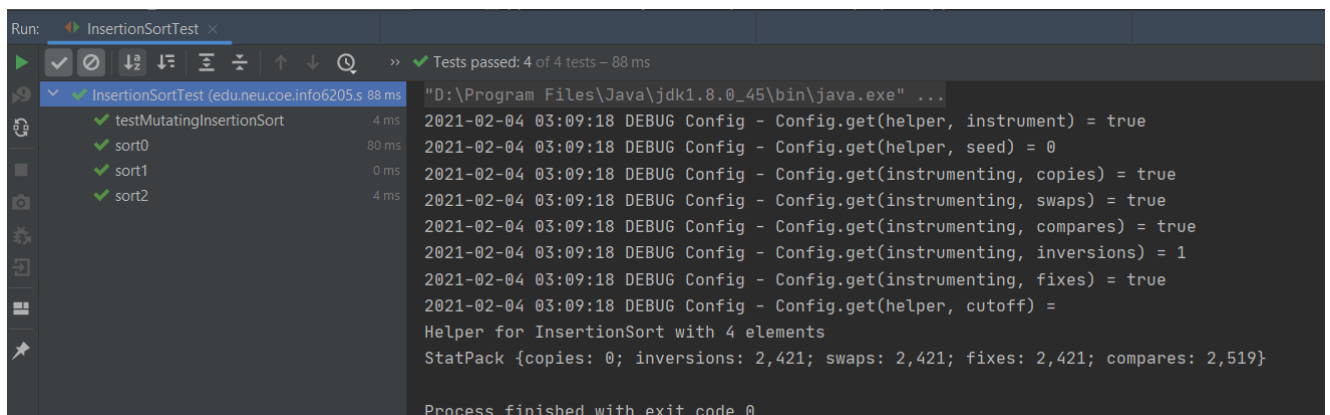 Run: InsertionSortTest ×
» Tests passed: 4 of 4 tests – 88 ms
InsertionSortTest (edu.neu.coe.info6205.s 88 ms
testMutatingInsertionSort 4 ms
sort0 80 ms
sort1 0 ms
sort2 4 ms
"D:\Program Files\Java\jdk1.8.0_45\bin\java.exe" ...
2021-02-04 03:09:18 DEBUG Config - Config.get(helper, instrument) = true
2021-02-04 03:09:18 DEBUG Config - Config.get(helper, seed) = 0
2021-02-04 03:09:18 DEBUG Config - Config.get(instrumenting, copies) = true
2021-02-04 03:09:18 DEBUG Config - Config.get(instrumenting, swaps) = true
2021-02-04 03:09:18 DEBUG Config - Config.get(instrumenting, compares) = true
2021-02-04 03:09:18 DEBUG Config - Config.get(instrumenting, inversions) = 1
2021-02-04 03:09:18 DEBUG Config - Config.get(instrumenting, fixes) = true
2021-02-04 03:09:18 DEBUG Config - Config.get(helper, cutoff) =
Helper for InsertionSort with 4 elements
StatPack {copies: 0; inversions: 2,421; swaps: 2,421; fixes: 2,421; compares: 2,519}
Process finished with exit code 0